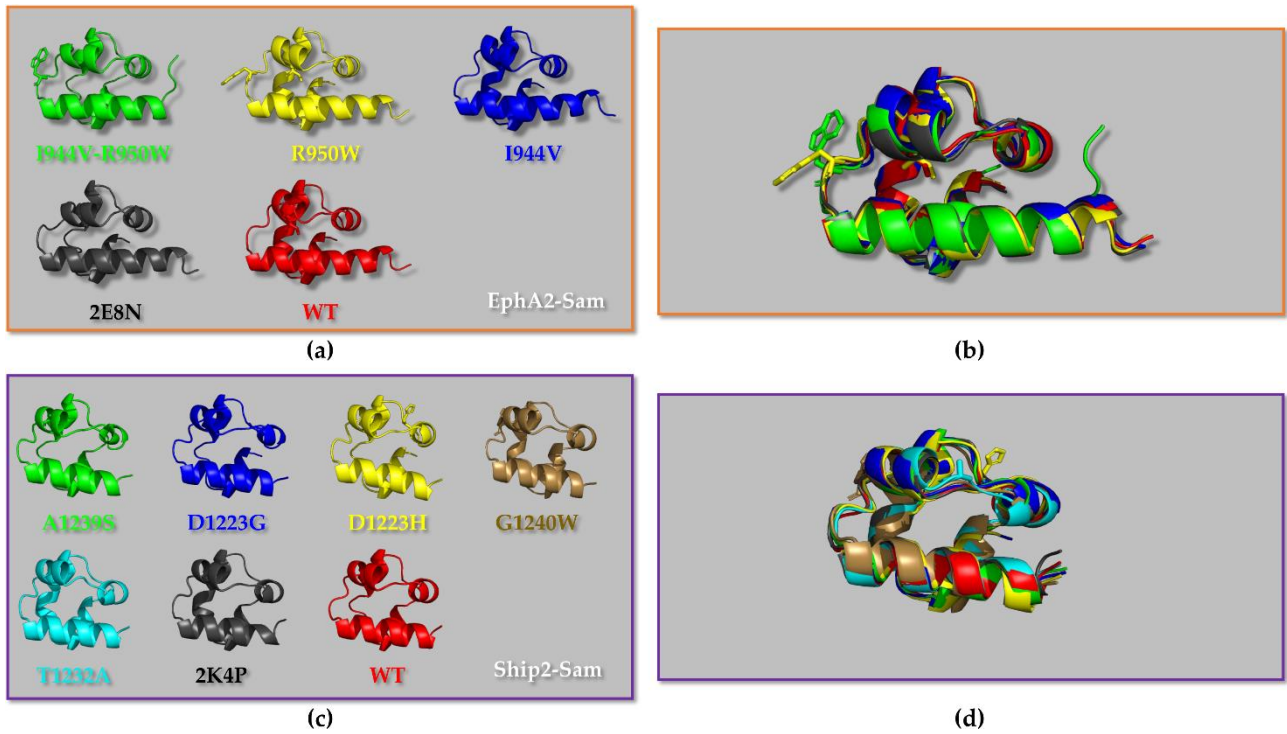 I944V-R950W R950W I944V
2E8N WT EphA2-Sam
(a) (b)
A1239S D1223G D1223H G1240W
T1232A 2K4P WT Ship2-Sam
(c) (d)